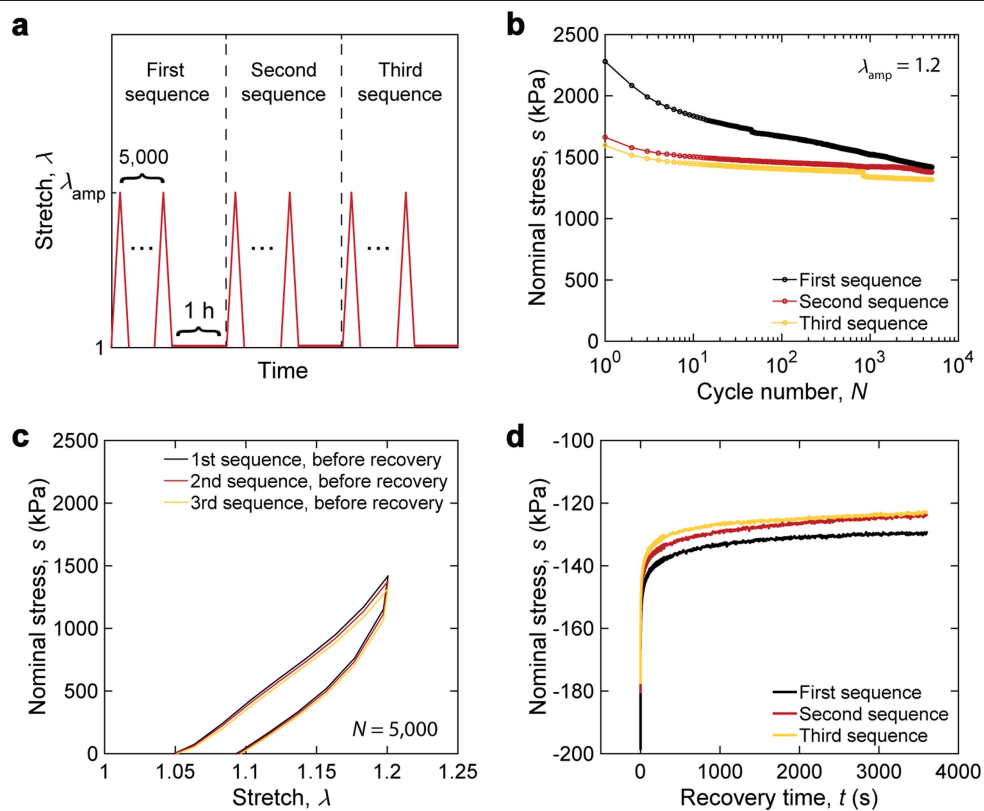 a
First sequence
Second sequence
Third sequence
5,000
...
...
...
1 h
λamp
1
Stretch, λ
Time
b
λamp = 1.2
2500
2000
1500
1000
500
0
Nominal stress, s (kPa)
First sequence
Second sequence
Third sequence
10^0
10^1
10^2
10^3
10^4
Cycle number, N
c
1st sequence, before recovery
2nd sequence, before recovery
3rd sequence, before recovery
2500
2000
1500
1000
500
0
Nominal stress, s (kPa)
N = 5,000
1
1.05
1.1
1.15
1.2
1.25
Stretch, λ
d
-100
-120
-140
-160
-180
-200
Nominal stress, s (kPa)
First sequence
Second sequence
Third sequence
0
1000
2000
3000
4000
Recovery time, t (s)